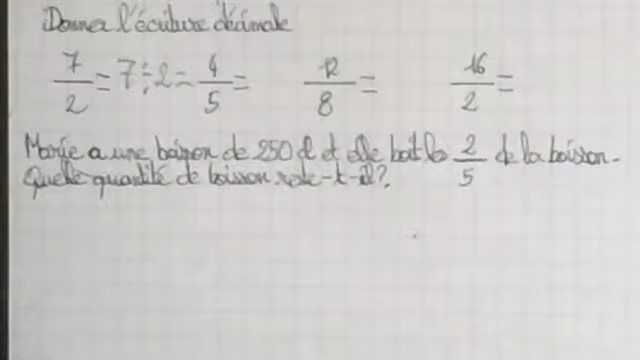 Donner l'écriture décimale
7/2 = 7 ÷ 2 = 4/5 = 12/8 = 16/2 =
Marie a une boisson de 250 cl et elle boit les 2/5 de la boisson.
Quelle quantité de boisson reste-t-il?